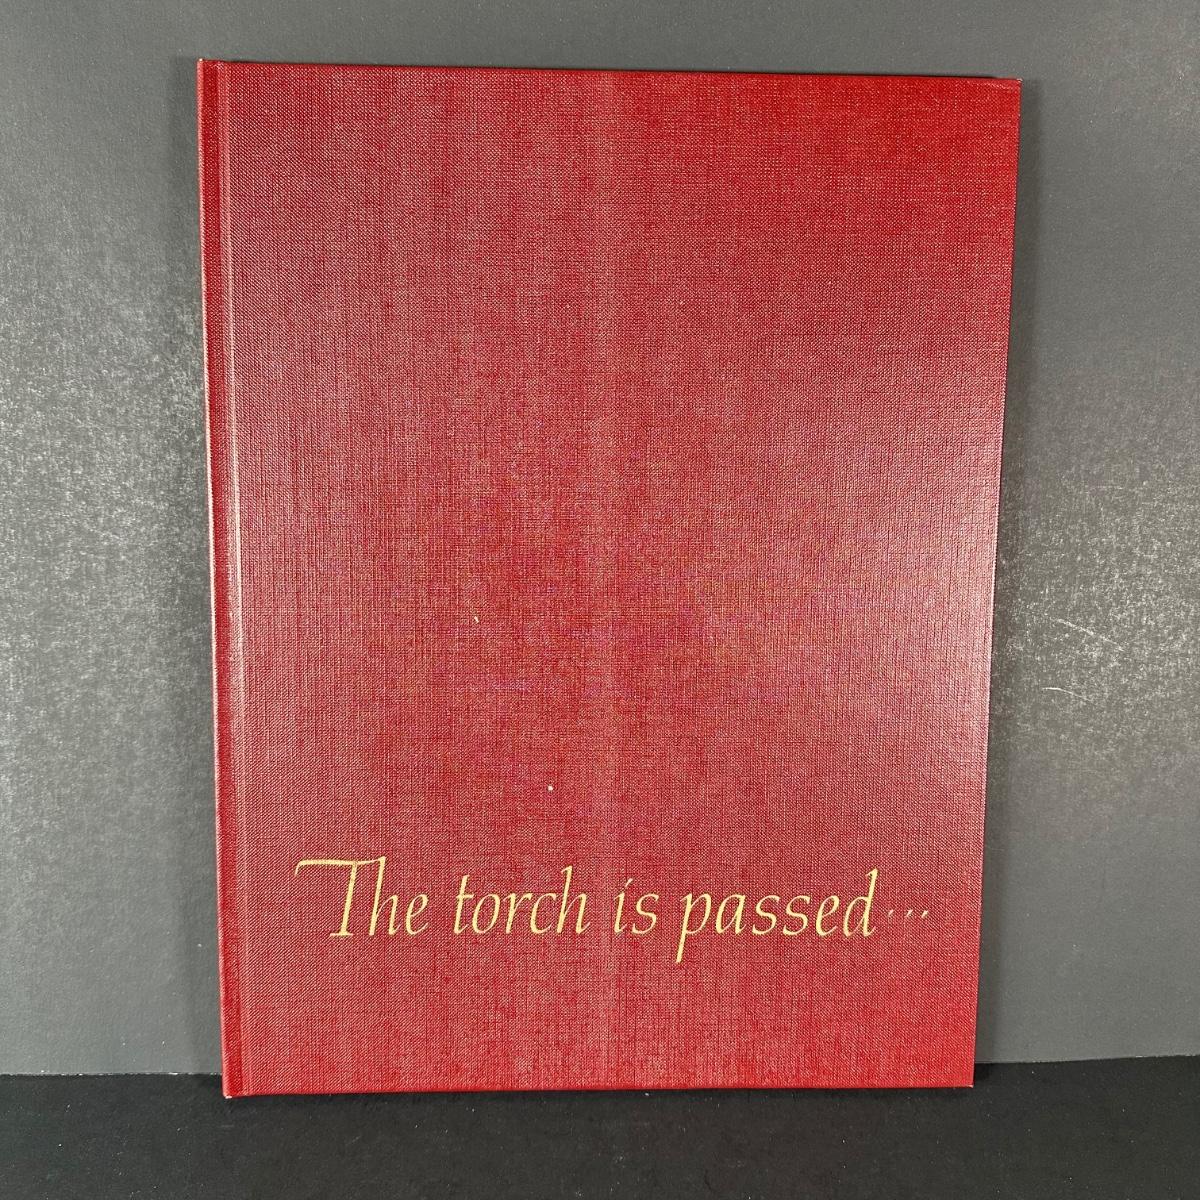 The torch is passed...